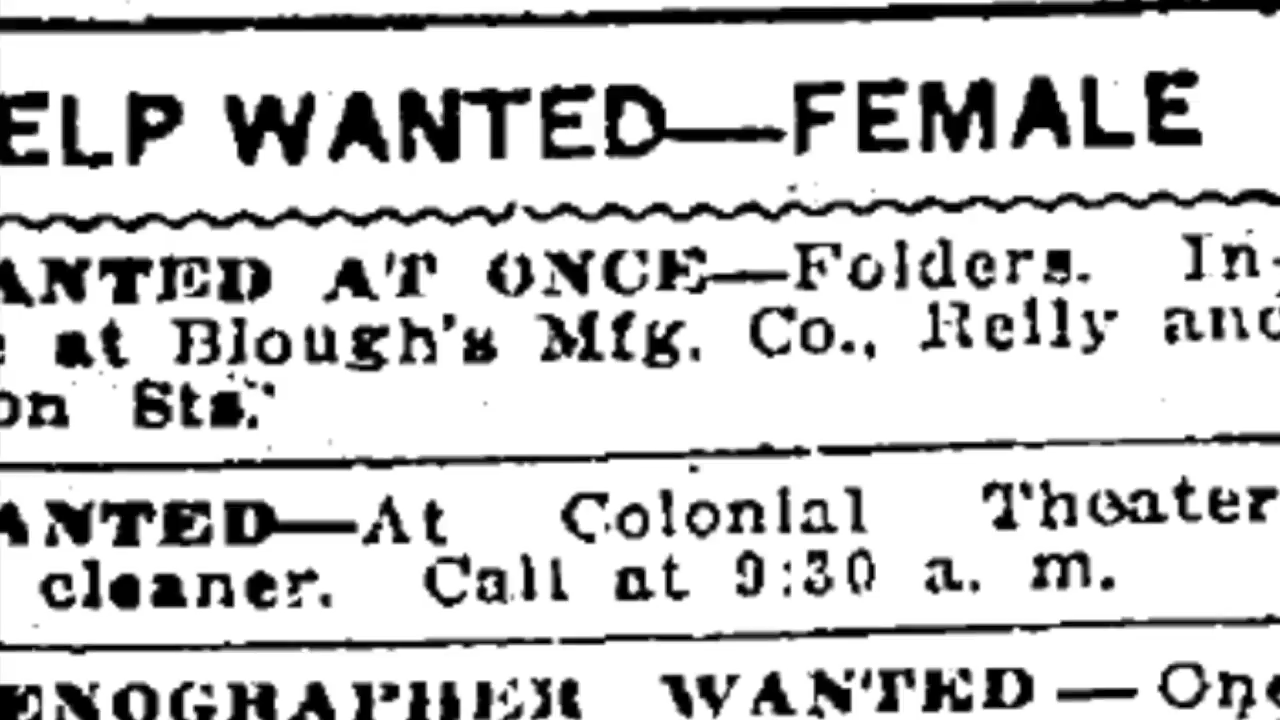 ELP WANTED—FEMALE
ANTED AT ONCE—Folders. In-
e at Blough's Mfg. Co., Reily and
on Sts.
ANTED—At Colonial Theater
cleaner. Call at 9:30 a. m.
ENOGRAPHER WANTED — One